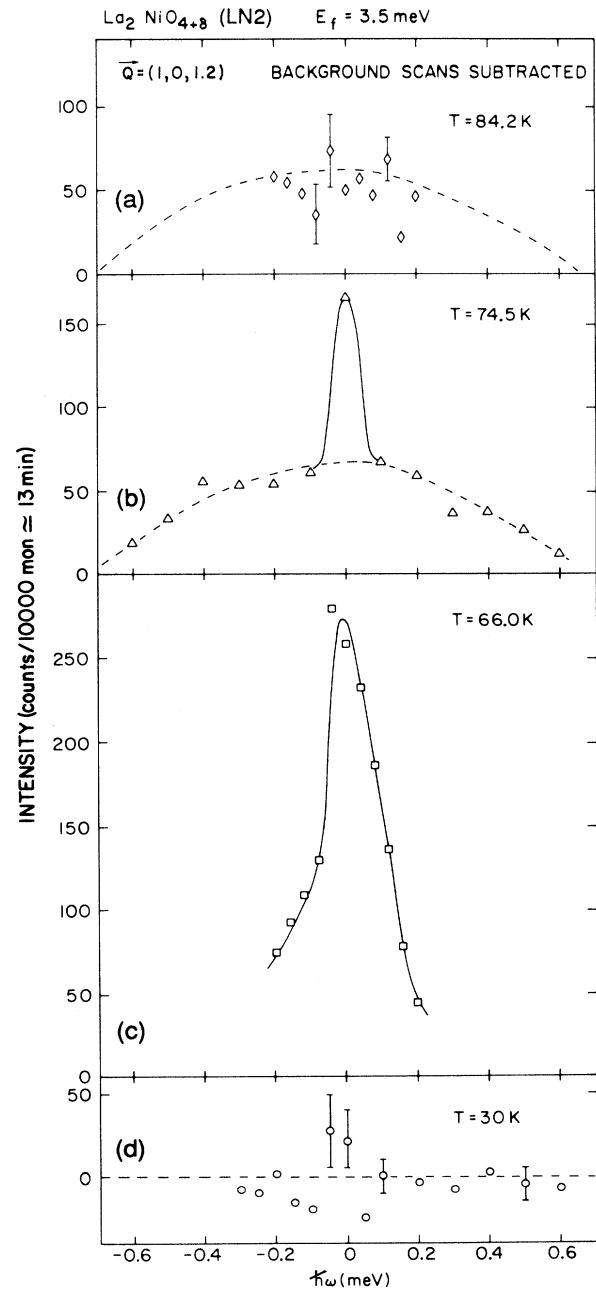 La2 NiO4+δ (LN2) Ef = 3.5 meV
Q=(1,0,1.2) BACKGROUND SCANS SUBTRACTED
T = 84.2 K
100
50
0
(a)
T = 74.5 K
150
100
50
0
(b)
T = 66.0 K
250
200
150
100
50
0
(c)
T = 30 K
50
0
(d)
-0.6 -0.4 -0.2 0 0.2 0.4 0.6
ħω (meV)
INTENSITY (counts/10000 mon ≃ 13 min)